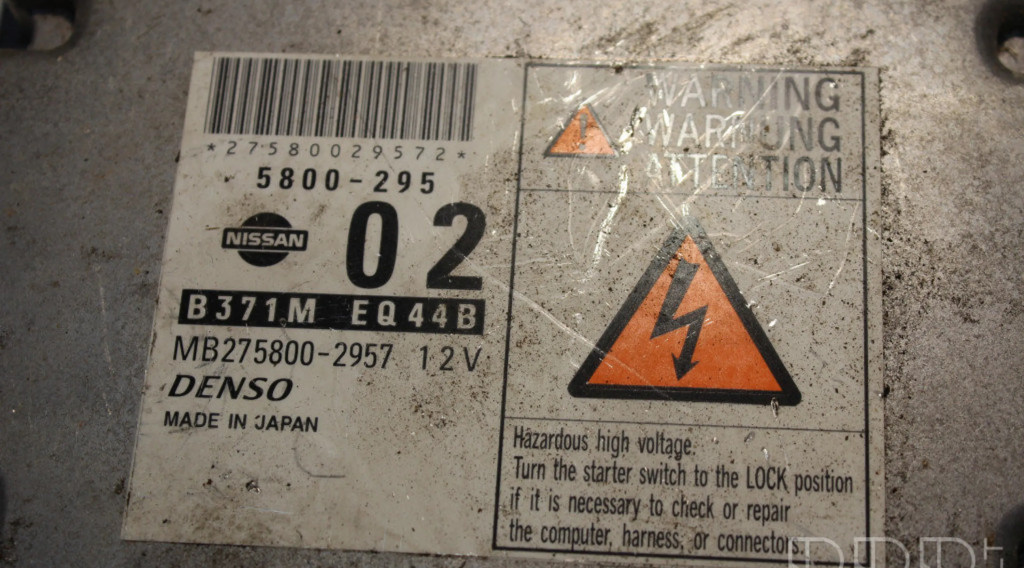 *27580029572*
5800-295
NISSAN
02
B371M EQ44B
MB275800-2957 12V
DENSO
MADE IN JAPAN
WARNING
WARNUNG
ATTENTION
Hazardous high voltage.
Turn the starter switch to the LOCK position
if it is necessary to check or repair
the computer, harness, or connectors.